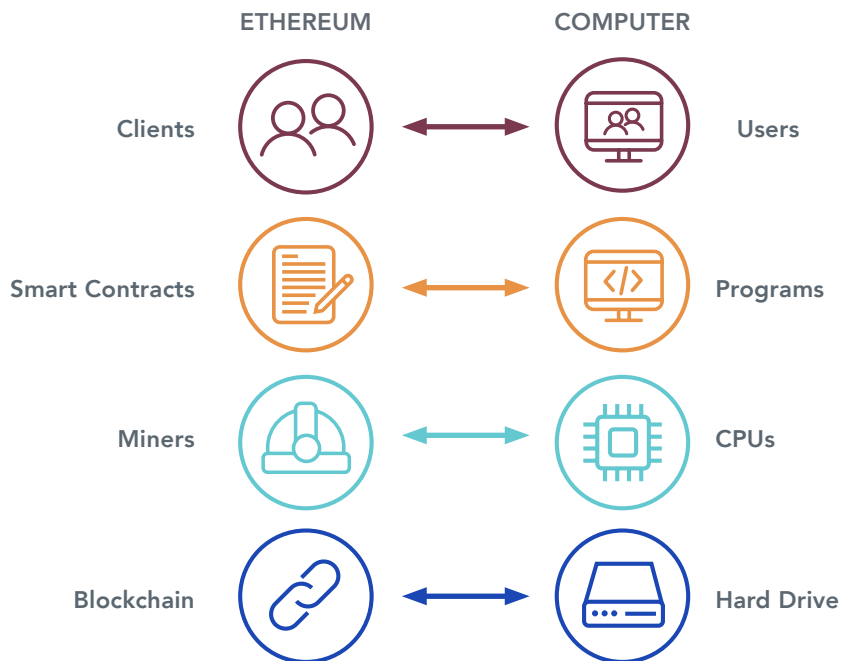 ETHEREUM COMPUTER
Clients Users
Smart Contracts </> Programs
Miners CPUs
Blockchain Hard Drive